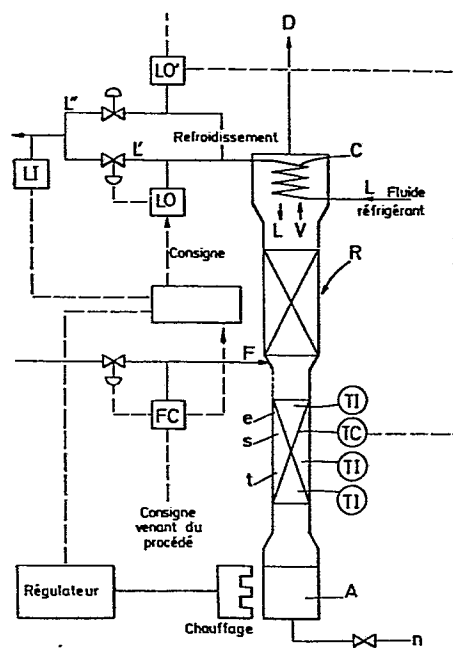 D
LO'
L"
Refroidissement
C
L'
LI
LO
L Fluide
réfrigérant
L V
Consigne
R
F
TI
e
FC
s
TC
TI
t
TI
Consigne
venant du
procédé
Régulateur
A
Chauffage
n